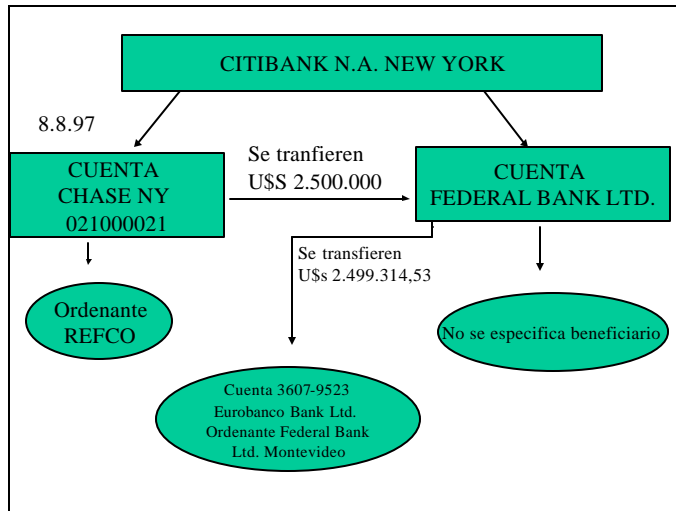 CITIBANK N.A. NEW YORK
8.8.97
CUENTA
CHASE NY
021000021
Se tranfieren
U$S 2.500.000
CUENTA
FEDERAL BANK LTD.
Se transfieren
U$s 2.499.314,53
Ordenante
REFCO
No se especifica beneficiario
Cuenta 3607-9523
Eurobanco Bank Ltd.
Ordenante Federal Bank
Ltd. Montevideo